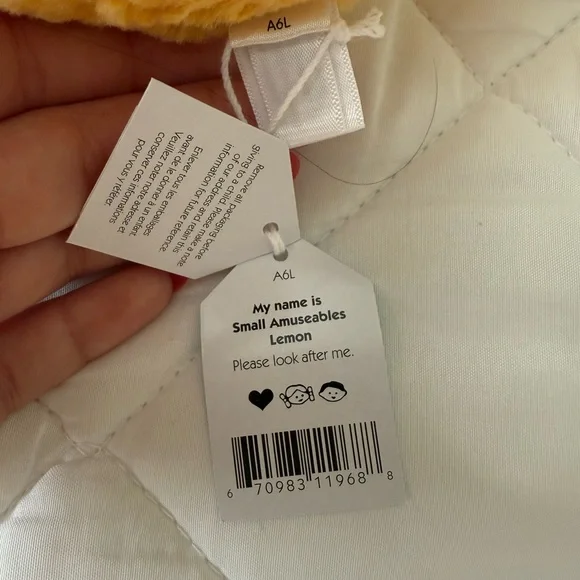 A6L
Remove all packaging before
giving to a child. Please make a note
of our address and retain this
information for future reference.
Enlever tous les emballages
avant de le donner à un enfant.
Veuillez noter notre adresse et
conserver ces informations
pour vous y référer.
A6L
My name is
Small Amuseables
Lemon
Please look after me.
6 70983 11968 8